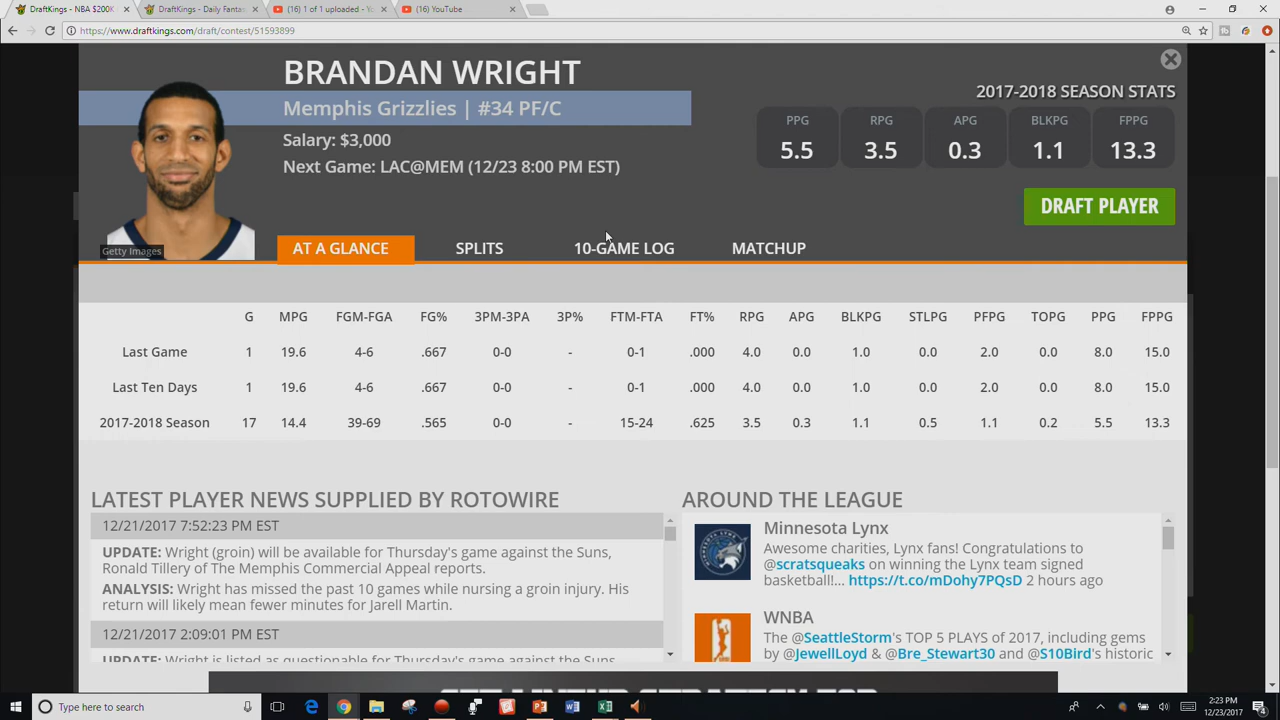 DraftKings - NBA $200K
DraftKings - Daily Fantas
(16) 1 of 1 uploaded - Yo
(16) YouTube
https://www.draftkings.com/draft/contest/51593899
BRANDAN WRIGHT
Memphis Grizzlies | #34 PF/C
Salary: $3,000
Next Game: LAC@MEM (12/23 8:00 PM EST)
Getty Images
2017-2018 SEASON STATS
PPG RPG APG BLKPG FPPG
5.5 3.5 0.3 1.1 13.3
DRAFT PLAYER
AT A GLANCE SPLITS 10-GAME LOG MATCHUP
G MPG FGM-FGA FG% 3PM-3PA 3P% FTM-FTA FT% RPG APG BLKPG STLPG PFPG TOPG PPG FPPG
Last Game 1 19.6 4-6 .667 0-0 - 0-1 .000 4.0 0.0 1.0 0.0 2.0 0.0 8.0 15.0
Last Ten Days 1 19.6 4-6 .667 0-0 - 0-1 .000 4.0 0.0 1.0 0.0 2.0 0.0 8.0 15.0
2017-2018 Season 17 14.4 39-69 .565 0-0 - 15-24 .625 3.5 0.3 1.1 0.5 1.1 0.2 5.5 13.3
LATEST PLAYER NEWS SUPPLIED BY ROTOWIRE
12/21/2017 7:52:23 PM EST
UPDATE: Wright (groin) will be available for Thursday's game against the Suns,
Ronald Tillery of The Memphis Commercial Appeal reports.
ANALYSIS: Wright has missed the past 10 games while nursing a groin injury. His
return will likely mean fewer minutes for Jarell Martin.
12/21/2017 2:09:01 PM EST
UPDATE: Wright is listed as questionable for Thursday's game against the Suns
AROUND THE LEAGUE
Minnesota Lynx
Awesome charities, Lynx fans! Congratulations to
@scratsqueaks on winning the Lynx team signed
basketball!... https://t.co/mDohy7PQsD 2 hours ago
WNBA
The @SeattleStorm's TOP 5 PLAYS of 2017, including gems
by @JewellLoyd & @Bre_Stewart30 and @S10Bird's historic
Type here to search
2:23 PM
12/23/2017